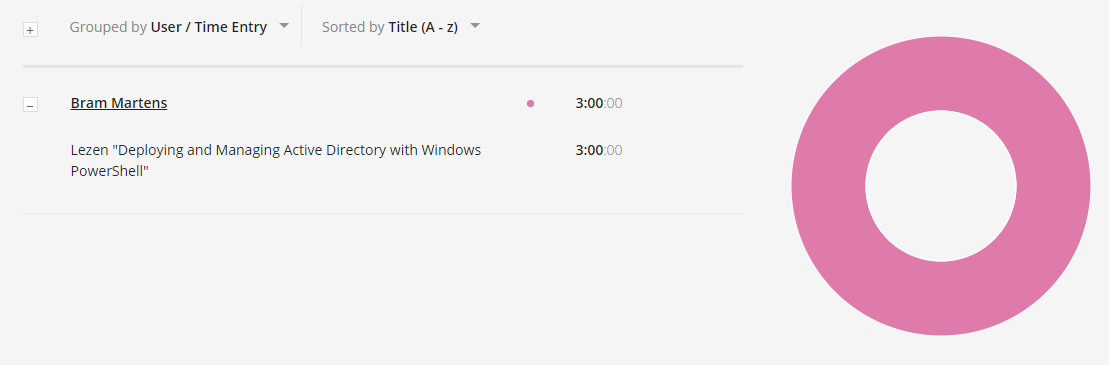 Grouped by User / Time Entry Sorted by Title (A - z)
Bram Martens 3:00:00
Lezen "Deploying and Managing Active Directory with Windows 3:00:00
PowerShell"